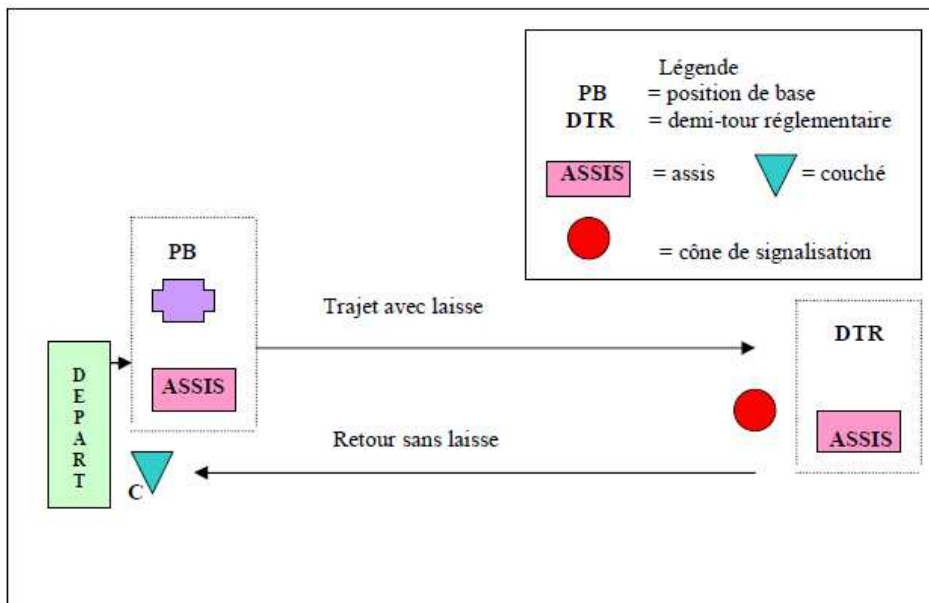 Légende
PB = position de base
DTR = demi-tour réglementaire
ASSIS = assis = couché
= cône de signalisation
PB
Trajet avec laisse
DTR
DEPART
ASSIS
Retour sans laisse
ASSIS
C